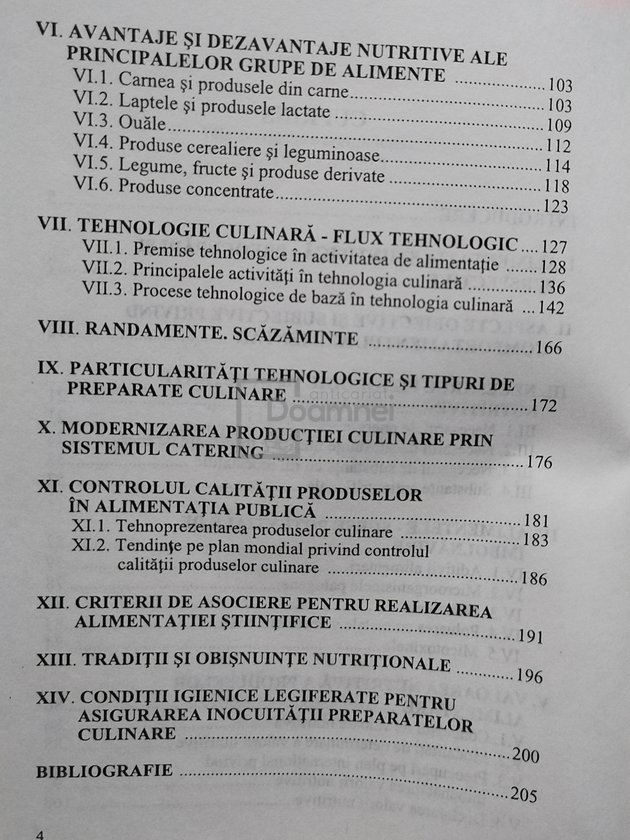 VI. AVANTAJE ŞI DEZAVANTAJE NUTRITIVE ALE
PRINCIPALELOR GRUPE DE ALIMENTE ................103
VI.1. Carnea şi produsele din carne................................103
VI.2. Laptele şi produsele lactate ..................................109
VI.3. Ouăle.....................................................................112
VI.4. Produse cerealiere şi leguminoase..........................114
VI.5. Legume, fructe şi produse derivate ........................118
VI.6. Produse concentrate...............................................123
VII. TEHNOLOGIE CULINARĂ - FLUX TEHNOLOGIC....127
VII.1. Premise tehnologice în activitatea de alimentaţie .......128
VII.2. Principalele activităţi în tehnologia culinară ..............136
VII.3. Procese tehnologice de bază în tehnologia culinară ...142
VIII. RANDAMENTE. SCĂZĂMINTE ..............................166
IX. PARTICULARITĂŢI TEHNOLOGICE ŞI TIPURI DE
PREPARATE CULINARE .........................................172
anticariat
Doamnei
X. MODERNIZAREA PRODUCŢIEI CULINARE PRIN
SISTEMUL CATERING .............................................176
XI. CONTROLUL CALITĂŢII PRODUSELOR
ÎN ALIMENTAŢIA PUBLICĂ ...................................181
XI.1. Tehnoprezentarea produselor culinare .....................183
XI.2. Tendinţe pe plan mondial privind controlul
calităţii produselor culinare ..................................186
XII. CRITERII DE ASOCIERE PENTRU REALIZAREA
ALIMENTAŢIEI ŞTIINŢIFICE ................................191
XIII. TRADIŢII ŞI OBIŞNUINŢE NUTRIŢIONALE ..............196
XIV. CONDIŢII IGIENICE LEGIFERATE PENTRU
ASIGURAREA INOCUITĂŢII PREPARATELOR
CULINARE ...............................................................200
BIBLIOGRAFIE ..............................................................205
4